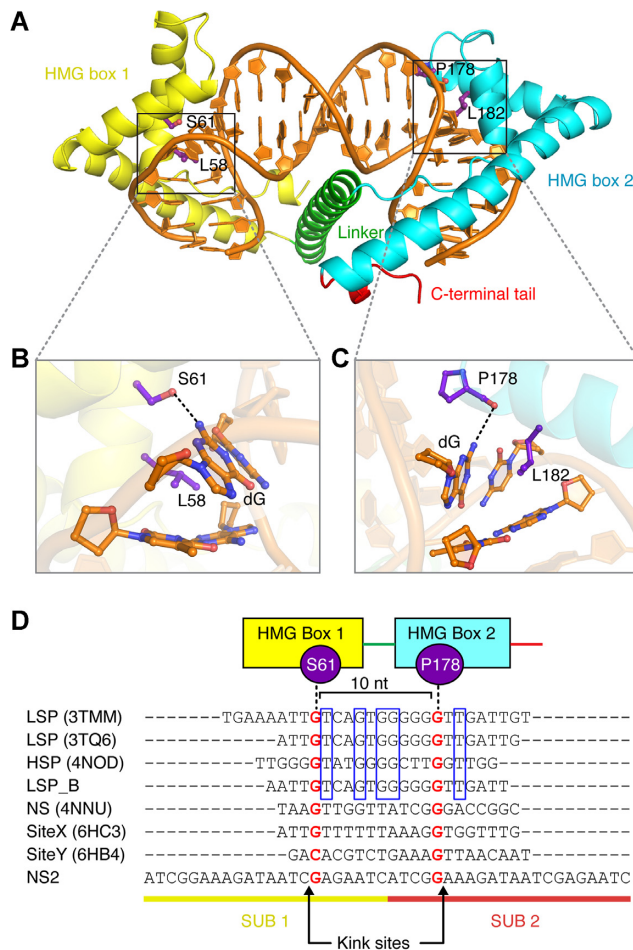 A
HMG box 1
S61
L58
P178
L182
HMG box 2
Linker
C-terminal tail
B
S61
L58
dG
C
P178
dG
L182
D
HMG Box 1
HMG Box 2
S61
P178
10 nt
LSP (3TMM) -------TGAAAATTGTCAGTGGGGGGTTGATTGT---------
LSP (3TQ6) ------------ATTGTCAGTGGGGGGTTGATT-----------
HSP (4NOD) ----------TTGGGGTATGGGGCTTGGTTGG------------
LSP_B -----------AATTGTCAGTGGGGGGTTGATT-----------
NS (4NNU) ------------TAAGTTGGTTATCGGGACCGGC----------
SiteX (6HC3) ------------ATTGTTTTTTAAAGGTGGTTTG----------
SiteY (6HB4) -------------GACACGTCTGAAAGTTAACAAT---------
NS2 ATCGGAAAGATAATCGAGAATCATCGGAAAGATAATCGAGAATC
SUB 1
SUB 2
Kink sites